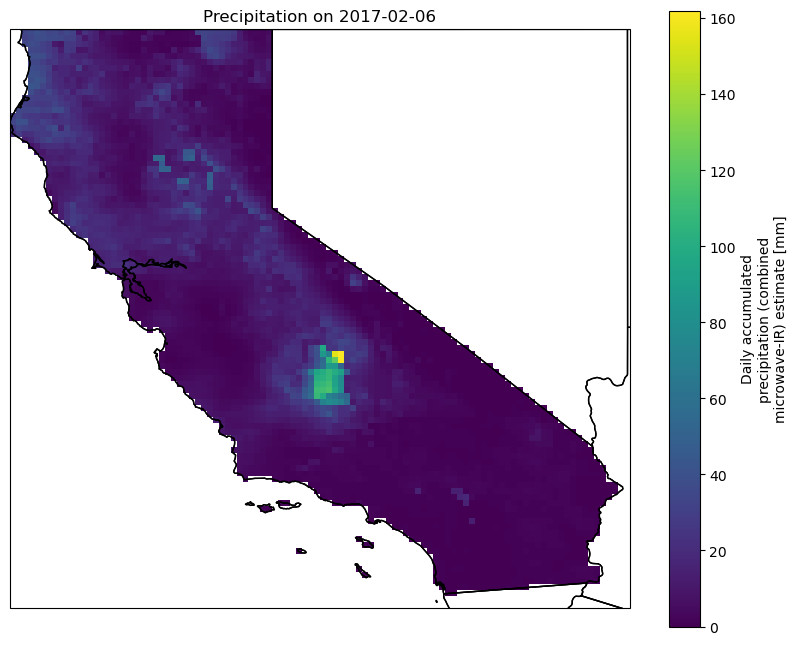 Precipitation on 2017-02-06
160
140
120
100
80
60
40
20
0
Daily accumulated
precipitation (combined
microwave-IR) estimate [mm]